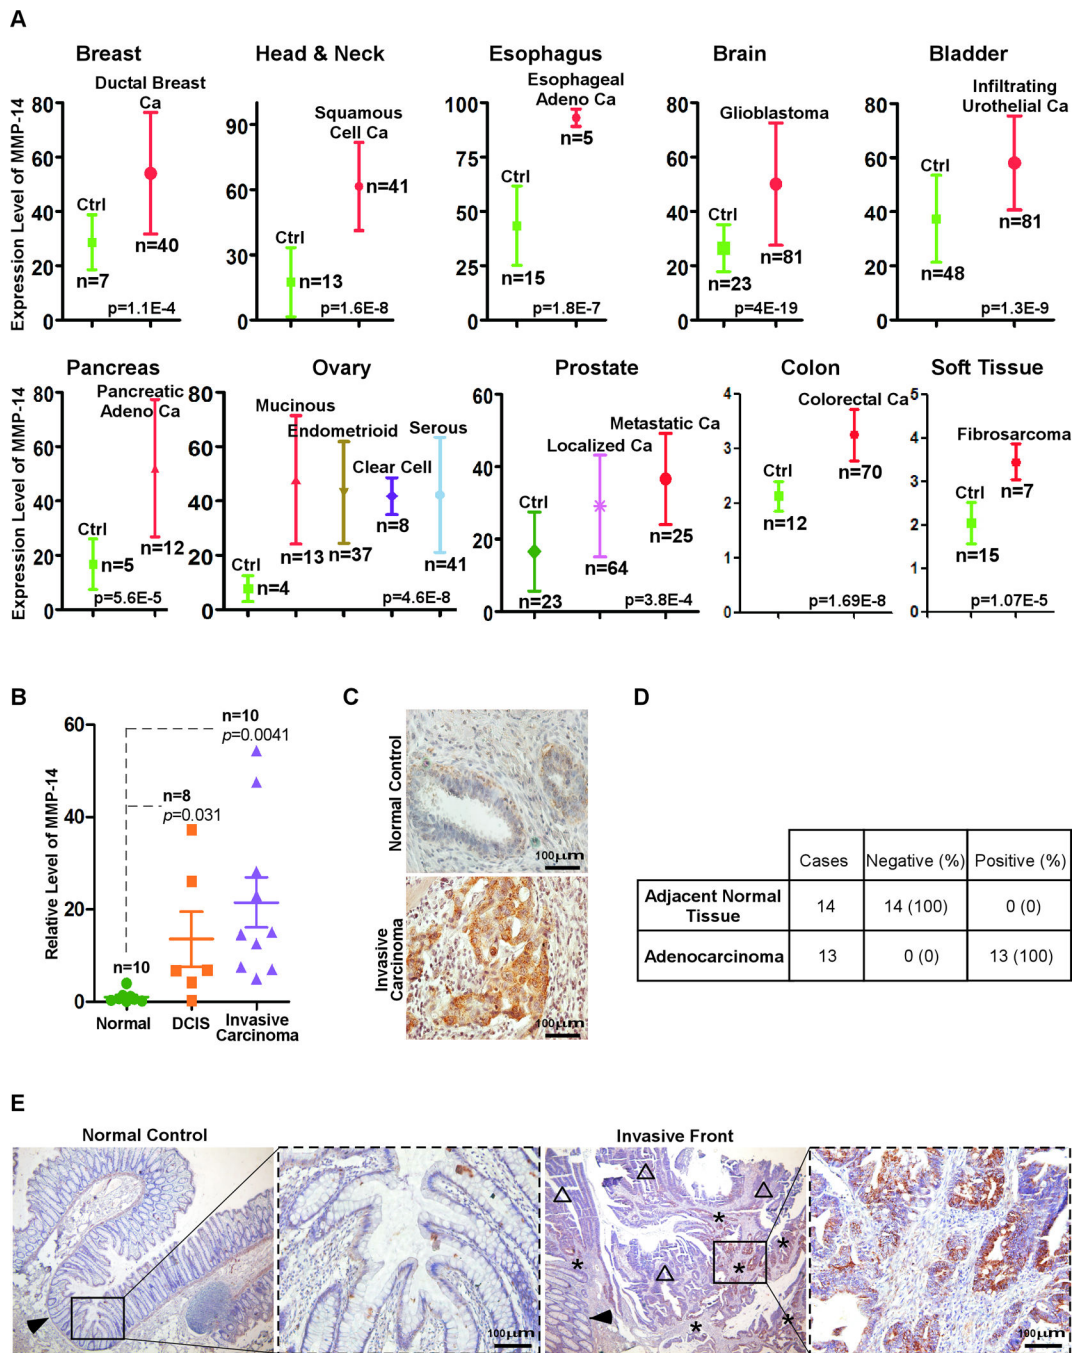 A
Breast
Head & Neck
Esophagus
Brain
Bladder
Expression Level of MMP-14
80
60
40
20
0
Ductal Breast
Ca
Ctrl
n=7
n=40
p=1.1E-4
90
60
30
0
Squamous
Cell Ca
Ctrl
n=13
n=41
p=1.6E-8
100
75
50
25
0
Esophageal
Adeno Ca
Ctrl
n=15
n=5
p=1.8E-7
80
60
40
20
0
Glioblastoma
Ctrl
n=23
n=81
p=4E-19
80
60
40
20
0
Infiltrating
Urothelial Ca
Ctrl
n=48
n=81
p=1.3E-9
Pancreas
Ovary
Prostate
Colon
Soft Tissue
Expression Level of MMP-14
80
60
40
20
0
Pancreatic
Adeno Ca
Ctrl
n=5
n=12
p=5.6E-5
80
60
40
20
0
Mucinous
Endometrioid
Clear Cell
Serous
Ctrl
n=4
n=13
n=37
n=8
n=41
p=4.6E-8
60
40
20
0
Metastatic Ca
Localized Ca
Ctrl
n=23
n=64
n=25
p=3.8E-4
4
3
2
1
0
Colorectal Ca
Ctrl
n=12
n=70
p=1.69E-8
5
4
3
2
1
0
Fibrosarcoma
Ctrl
n=15
n=7
p=1.07E-5
B
Relative Level of MMP-14
60
40
20
0
n=10
p=0.0041
n=8
p=0.031
n=10
Normal
DCIS
Invasive
Carcinoma
C
Normal Control
100µm
Invasive
Carcinoma
100µm
D
Cases Negative (%) Positive (%)
Adjacent Normal
Tissue
14 14 (100) 0 (0)
Adenocarcinoma 13 0 (0) 13 (100)
E
Normal Control
Invasive Front
100µm
100µm